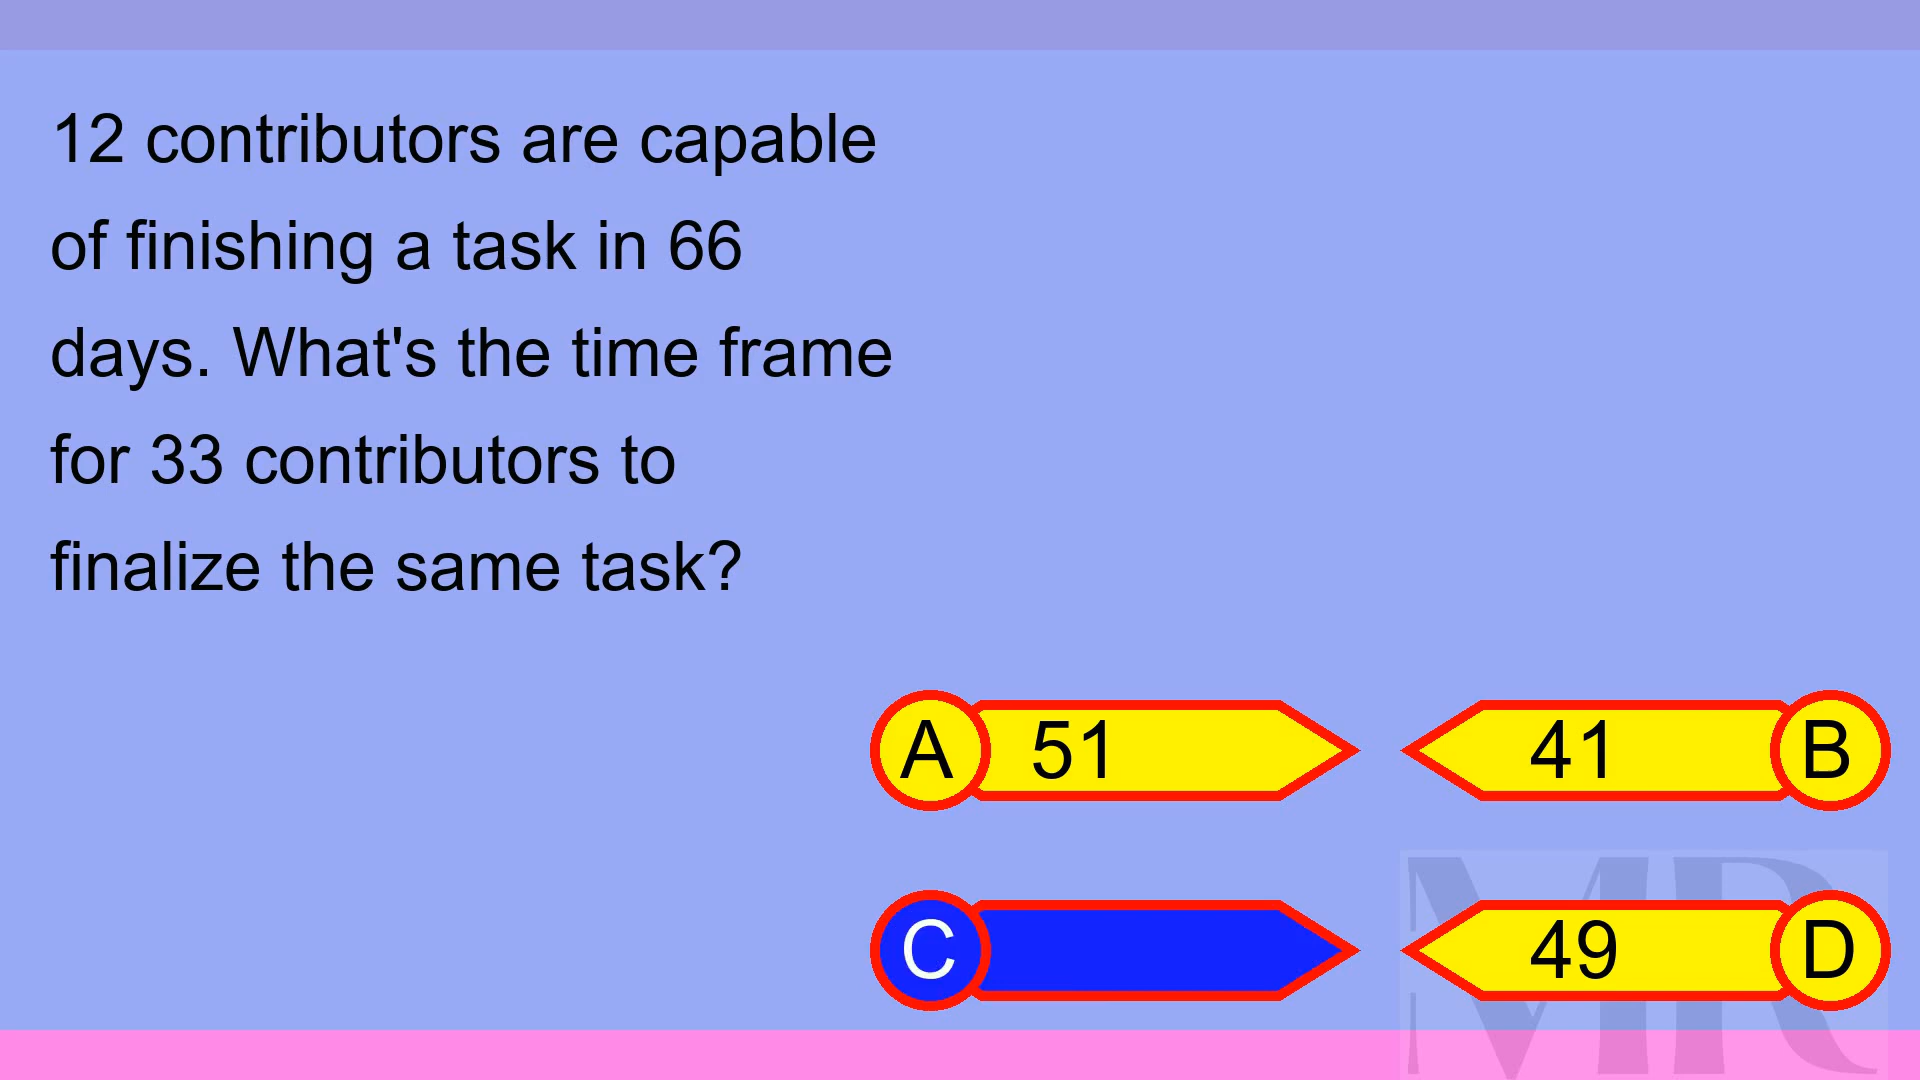 12 contributors are capable
of finishing a task in 66
days. What's the time frame
for 33 contributors to
finalize the same task?
A 51
41 B
C
49 D
MR